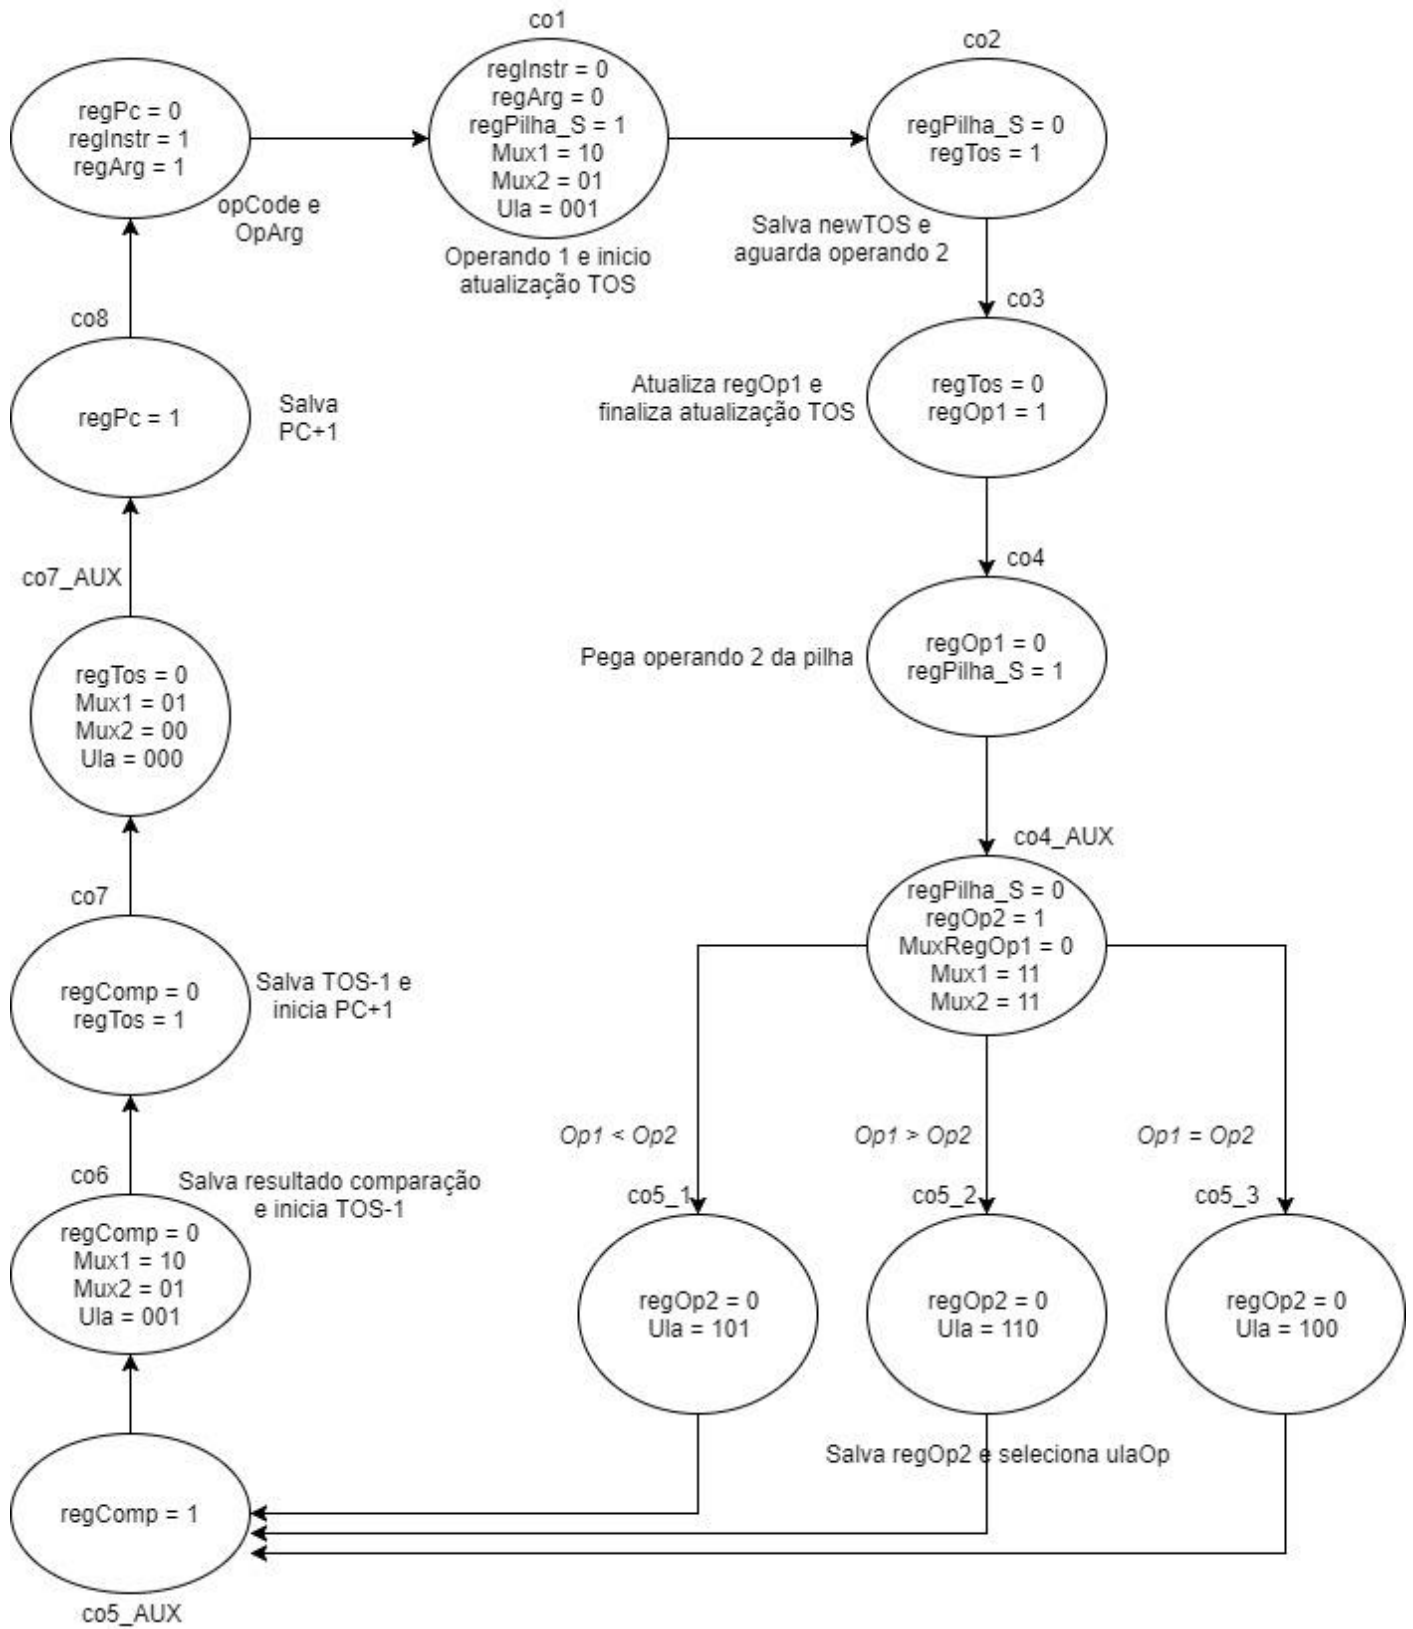 co1
regInstr = 0
regArg = 0
regPilha_S = 1
Mux1 = 10
Mux2 = 01
Ula = 001
Operando 1 e inicio
atualização TOS
co2
regPilha_S = 0
regTos = 1
Salva newTOS e
aguarda operando 2
regPc = 0
regInstr = 1
regArg = 1
opCode e
OpArg
co3
regTos = 0
regOp1 = 1
Atualiza regOp1 e
finaliza atualização TOS
co8
regPc = 1
Salva
PC+1
co4
regOp1 = 0
regPilha_S = 1
Pega operando 2 da pilha
co7_AUX
regTos = 0
Mux1 = 01
Mux2 = 00
Ula = 000
co4_AUX
regPilha_S = 0
regOp2 = 1
MuxRegOp1 = 0
Mux1 = 11
Mux2 = 11
co7
regComp = 0
regTos = 1
Salva TOS-1 e
inicia PC+1
Op1 < Op2
Op1 > Op2
Op1 = Op2
co6
regComp = 0
Mux1 = 10
Mux2 = 01
Ula = 001
Salva resultado comparação
e inicia TOS-1
co5_1
regOp2 = 0
Ula = 101
co5_2
regOp2 = 0
Ula = 110
co5_3
regOp2 = 0
Ula = 100
Salva regOp2 e seleciona ulaOp
regComp = 1
co5_AUX